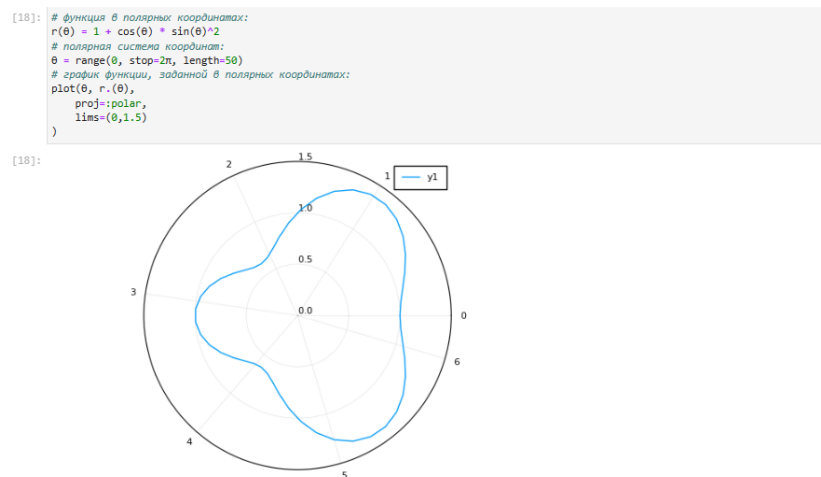 [18]: # функция в полярных координатах:
r(θ) = 1 + cos(θ) * sin(θ)^2
# полярная система координат:
θ = range(0, stop=2π, length=50)
# график функции, заданной в полярных координатах:
plot(θ, r.(θ),
proj=:polar,
lims=(0,1.5)
)
[18]:
2
1.5
1
y1
1.0
0.5
3
0.0
0
6
4
5